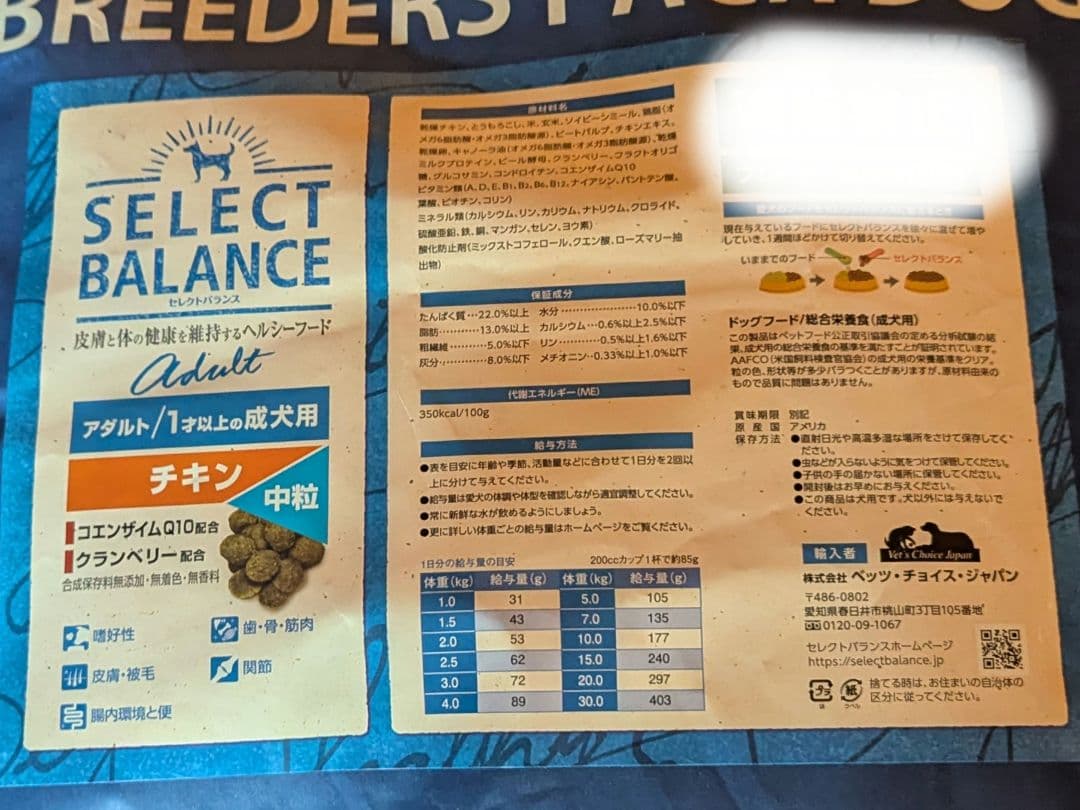 BREEDERS PACK DOG
SELECT
BALANCE
セレクトバランス
皮膚と体の健康を維持するヘルシーフード
adult
アダルト/1才以上の成犬用
チキン
中粒
コエンザイムQ10配合
クランベリー配合
合成保存料無添加・無着色・無香料
嗜好性
歯・骨・筋肉
皮膚・被毛
関節
腸内環境と便
原材料名
乾燥チキン、とうもろこし、米、玄米、ソイビーンミール、鶏脂(オ
メガ6脂肪酸・オメガ3脂肪酸源)、ビートパルプ、チキンエキス、
乾燥卵、キャノーラ油(オメガ6脂肪酸・オメガ3脂肪酸源)、乾燥
ミルクプロテイン、ビール酵母、クランベリー、フラクトオリゴ
糖、グルコサミン、コンドロイチン、コエンザイムQ10
ビタミン類(A、D、E、B1、B2、B6、B12、ナイアシン、パントテン酸、
葉酸、ビオチン、コリン)
ミネラル類(カルシウム、リン、カリウム、ナトリウム、クロライド、
硫酸亜鉛、鉄、銅、マンガン、セレン、ヨウ素)
酸化防止剤(ミックストコフェロール、クエン酸、ローズマリー抽
出物)
保証成分
たんぱく質…22.0%以上 水分…………………10.0%以下
脂肪…………13.0%以上 カルシウム…0.6%以上2.5%以下
粗繊維…………5.0%以下 リン…………0.5%以上1.6%以下
灰分……………8.0%以下 メチオニン…0.33%以上1.0%以下
代謝エネルギー(ME)
350kcal/100g
給与方法
●表を目安に年齢や季節、活動量などに合わせて1日分を2回以
上に分けて与えてください。
●給与量は愛犬の体調や体型を確認しながら適宜調整してください。
●常に新鮮な水が飲めるようにしましょう。
●更に詳しい体重ごとの給与量はホームページをご覧ください。
1日分の給与量の目安 200ccカップ1杯で約85g
体重(kg) 給与量(g) 体重(kg) 給与量(g)
1.0 31 5.0 105
1.5 43 7.0 135
2.0 53 10.0 177
2.5 62 15.0 240
3.0 72 20.0 297
4.0 89 30.0 403
現在与えているフードにセレクトバランスを徐々に混ぜて増や
していき、1週間ほどかけて切り替えてください。
いままでのフード セレクトバランス
ドッグフード/総合栄養食(成犬用)
この製品はペットフード公正取引協議会の定める分析試験の結
果、成犬用の総合栄養食の基準を満たすことが証明されています。
AAFCO(米国飼料検査官協会)の成犬用の栄養基準をクリア。
粒の色、形状等が多少バラつくことがありますが、原材料由来の
もので品質に問題はありません。
賞味期限 別記
原産国 アメリカ
保存方法 ●直射日光や高温多湿な場所をさけて保存してく
ださい。
●虫などが入らないように気をつけて保管してください。
●子供の手の届かない場所に保管してください。
●開封後はお早めにお与えください。
●この商品は犬用です。犬以外には与えないで
ください。
輸入者
Vet's Choice Japan
株式会社 ベッツ・チョイス・ジャパン
〒486-0802
愛知県春日井市桃山町3丁目105番地
0120-09-1067
セレクトバランスホームページ
https://selectbalance.jp
プラ
袋
紙
ラベル
捨てる時は、お住まいの自治体の
区分に従ってください。